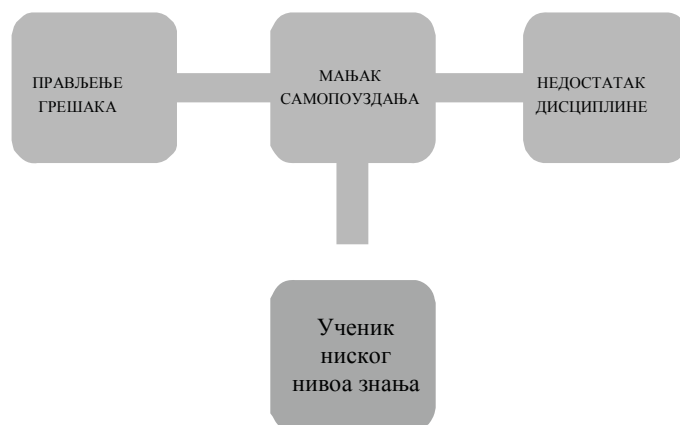 ПРАВЉЕЊЕ
ГРЕШАКА
МАЊАК
САМОПОУЗДАЊА
НЕДОСТАТАК
ДИСЦИПЛИНЕ
Ученик
ниског
нивоа знања